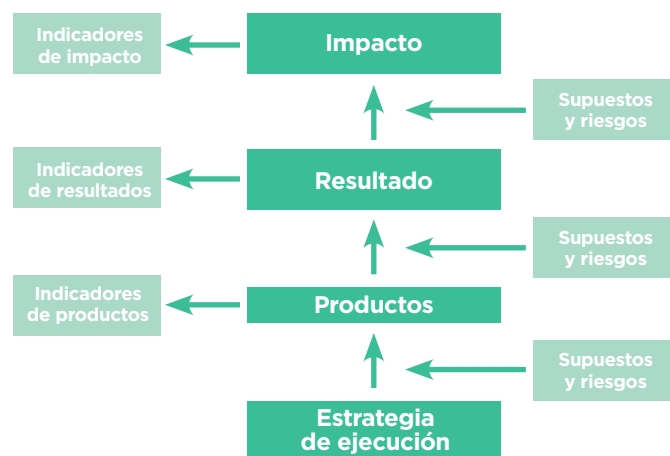 Indicadores
de impacto
Impacto
Supuestos
y riesgos
Indicadores
de resultados
Resultado
Supuestos
y riesgos
Indicadores
de productos
Productos
Supuestos
y riesgos
Estrategia
de ejecución